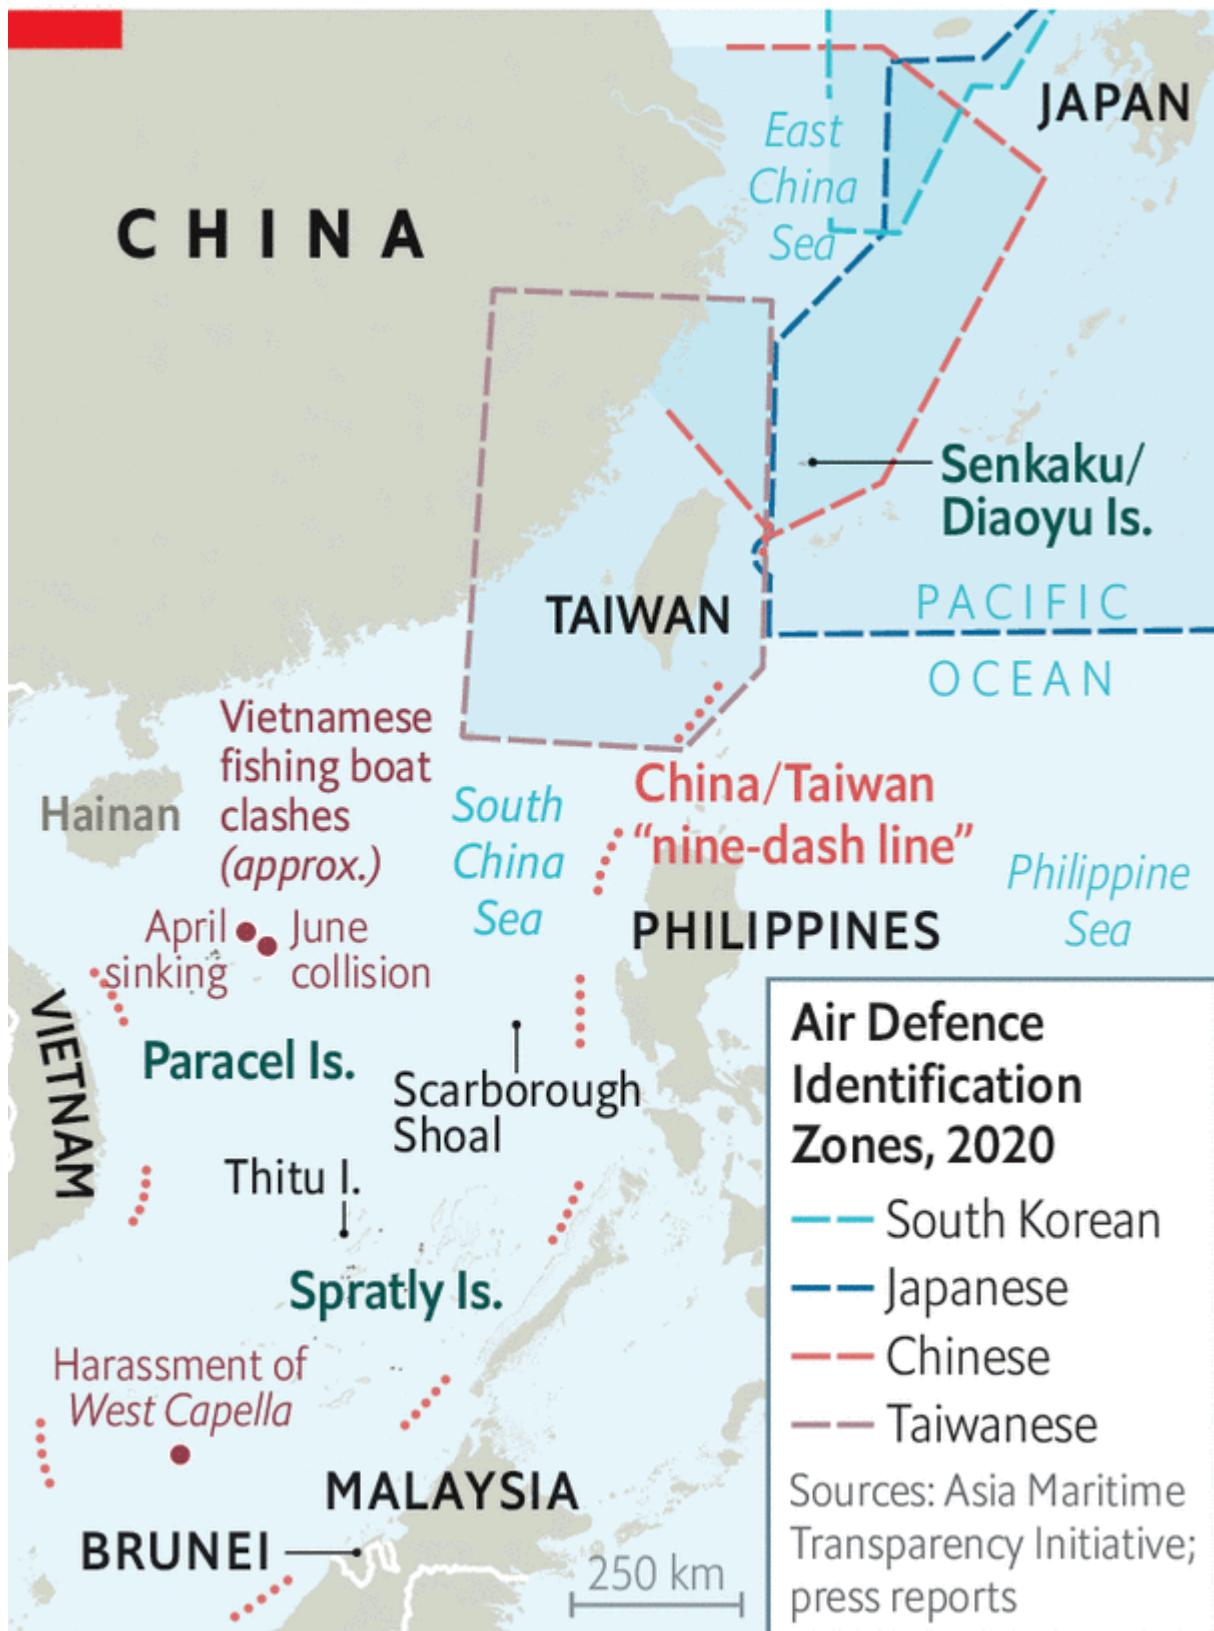 JAPAN
East
China
Sea
CHINA
Senkaku/
Diaoyu Is.
PACIFIC
OCEAN
TAIWAN
Vietnamese
fishing boat
clashes
(approx.)
Hainan
South
China
Sea
China/Taiwan
“nine-dash line”
Philippine
Sea
PHILIPPINES
April
sinking
June
collision
VIETNAM
Paracel Is.
Scarborough
Shoal
Thitu I.
Spratly Is.
Harassment of
West Capella
MALAYSIA
BRUNEI
250 km
Air Defence
Identification
Zones, 2020
South Korean
Japanese
Chinese
Taiwanese
Sources: Asia Maritime
Transparency Initiative;
press reports